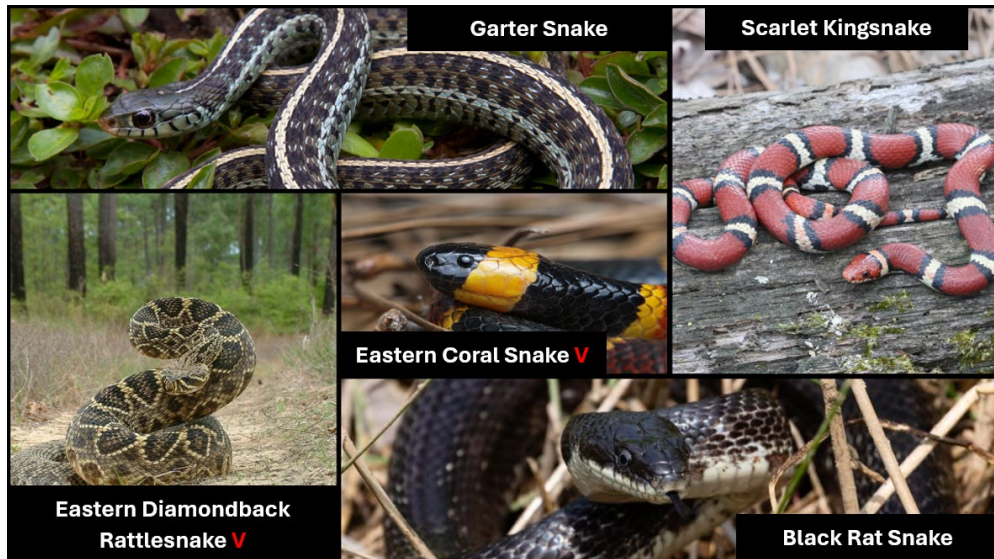 Garter Snake
Scarlet Kingsnake
Eastern Coral Snake V
Eastern Diamondback
Rattlesnake V
Black Rat Snake